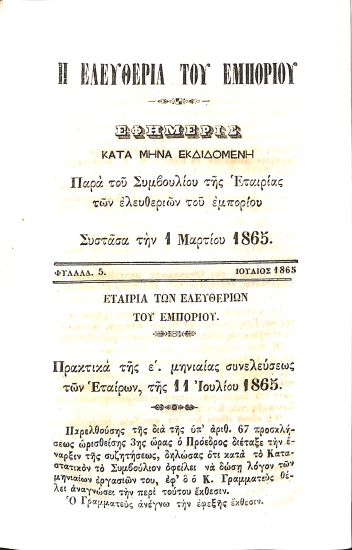 Η ΕΛΕΥΘΕΡΙΑ ΤΟΥ ΕΜΠΟΡΙΟΥ
ΕΦΗΜΕΡΙΣ
ΚΑΤΑ ΜΗΝΑ ΕΚΔΙΔΟΜΕΝΗ
Παρὰ τοῦ Συμβουλίου τῆς Ἑταιρίας
τῶν ἐλευθεριῶν τοῦ ἐμπορίου
Συστᾶσα τὴν 1 Μαρτίου 1865.
ΦΥΛΛΑΔ. 5.
ΙΟΥΛΙΟΣ 1865
ΕΤΑΙΡΙΑ ΤΩΝ ΕΛΕΥΘΕΡΙΩΝ
ΤΟΥ ΕΜΠΟΡΙΟΥ.
Πρακτικὰ τῆς ε΄. μηνιαίας συνελεύσεως
τῶν Ἑταίρων, τῆς 11 Ἰουλίου 1865.
Παρελθούσης τῆς διὰ τῆς ὑπ' ἀριθ. 67 προσκλή-
σεως ὡρισθείσης 3ης ὥρας ὁ Πρόεδρος διέταξε τὴν ἔ-
ναρξιν τῆς συζητήσεως, δηλώσας ὅτι κατὰ τὸ Κατα-
στατικὸν τὸ Συμβούλιον ὀφείλει νὰ δώσῃ λόγον τῶν
μηνιαίων ἐργασιῶν του, ἐφ' ὃ ὁ Κ. Γραμματεὺς θέ-
λει ἀναγνώσει τὴν περὶ τούτου ἔκθεσιν.
Ὁ Γραμματεὺς ἀνέγνω τὴν ἐφεξῆς ἔκθεσιν.